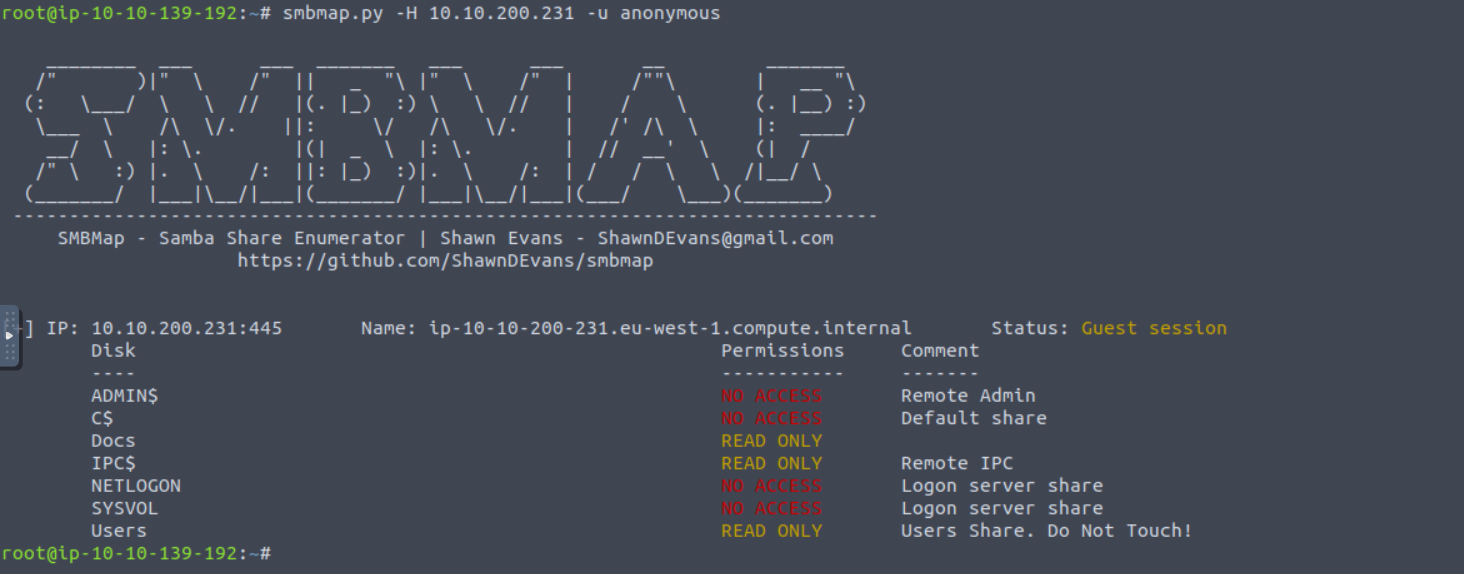 root@ip-10-10-139-192:~# smbmap.py -H 10.10.200.231 -u anonymous
SMBMAP
SMBMap - Samba Share Enumerator | Shawn Evans - ShawnDEvans@gmail.com
https://github.com/ShawnDEvans/smbmap
] IP: 10.10.200.231:445 Name: ip-10-10-200-231.eu-west-1.compute.internal Status: Guest session
Disk Permissions Comment
---- ----------- -------
ADMIN$ NO ACCESS Remote Admin
C$ NO ACCESS Default share
Docs READ ONLY
IPC$ READ ONLY Remote IPC
NETLOGON NO ACCESS Logon server share
SYSVOL NO ACCESS Logon server share
Users READ ONLY Users Share. Do Not Touch!
root@ip-10-10-139-192:~#